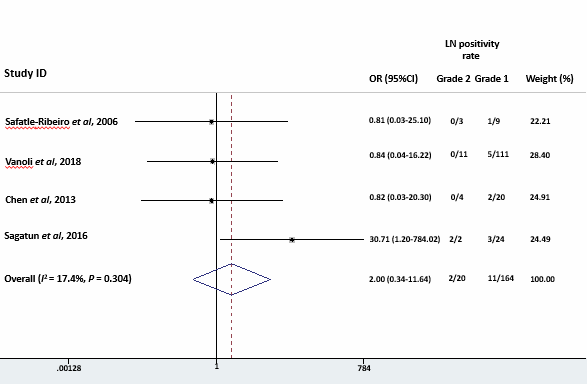 LN positivity
rate
Study ID OR (95%CI) Grade 2 Grade 1 Weight (%)
Safatle-Ribeiro et al, 2006 0.81 (0.03-25.10) 0/3 1/9 22.21
Vanoli et al, 2018 0.84 (0.04-16.22) 0/11 5/111 28.40
Chen et al, 2013 0.82 (0.03-20.30) 0/4 2/20 24.91
Sagatun et al, 2016 30.71 (1.20-784.02) 2/2 3/24 24.49
Overall (I² = 17.4%, P = 0.304) 2.00 (0.34-11.64) 2/20 11/164 100.00
.00128 1 784